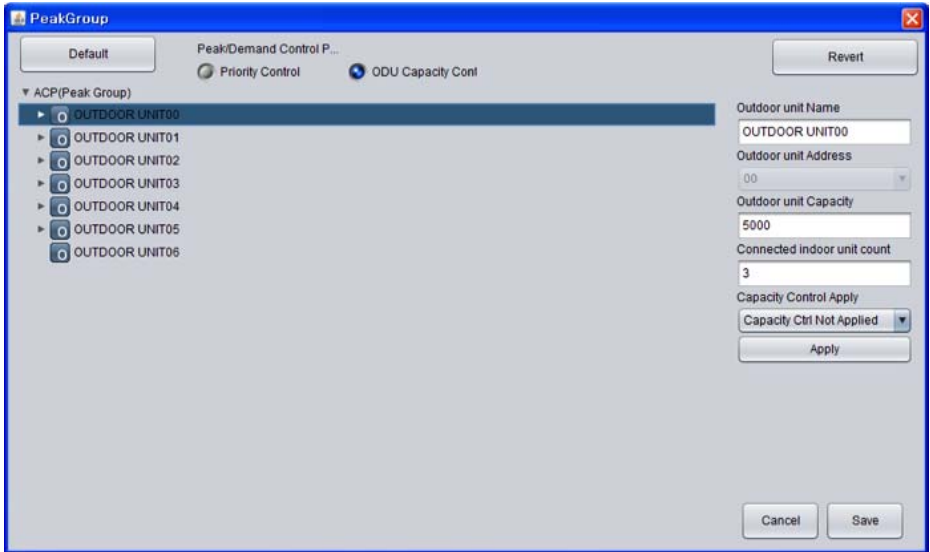 PeakGroup
Default
Peak/Demand Control P...
Priority Control
ODU Capacity Cont
Revert
ACP(Peak Group)
O OUTDOOR UNIT00
O OUTDOOR UNIT01
O OUTDOOR UNIT02
O OUTDOOR UNIT03
O OUTDOOR UNIT04
O OUTDOOR UNIT05
O OUTDOOR UNIT06
Outdoor unit Name
OUTDOOR UNIT00
Outdoor unit Address
00
Outdoor unit Capacity
5000
Connected indoor unit count
3
Capacity Control Apply
Capacity Ctrl Not Applied
Apply
Cancel
Save